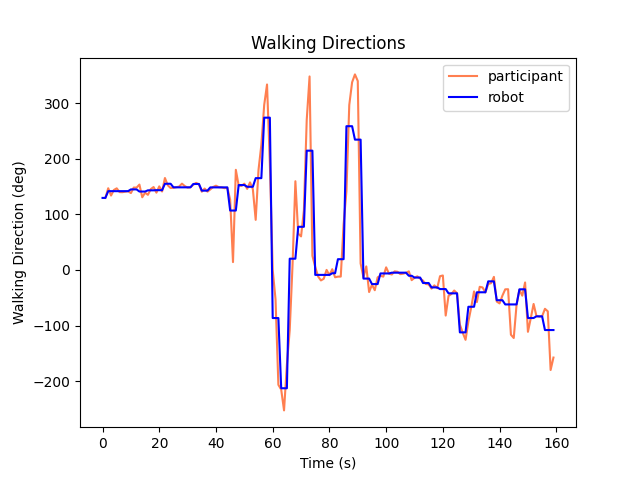 Walking Directions
participant
robot
Walking Direction (deg)
300
200
100
0
−100
−200
0 20 40 60 80 100 120 140 160
Time (s)